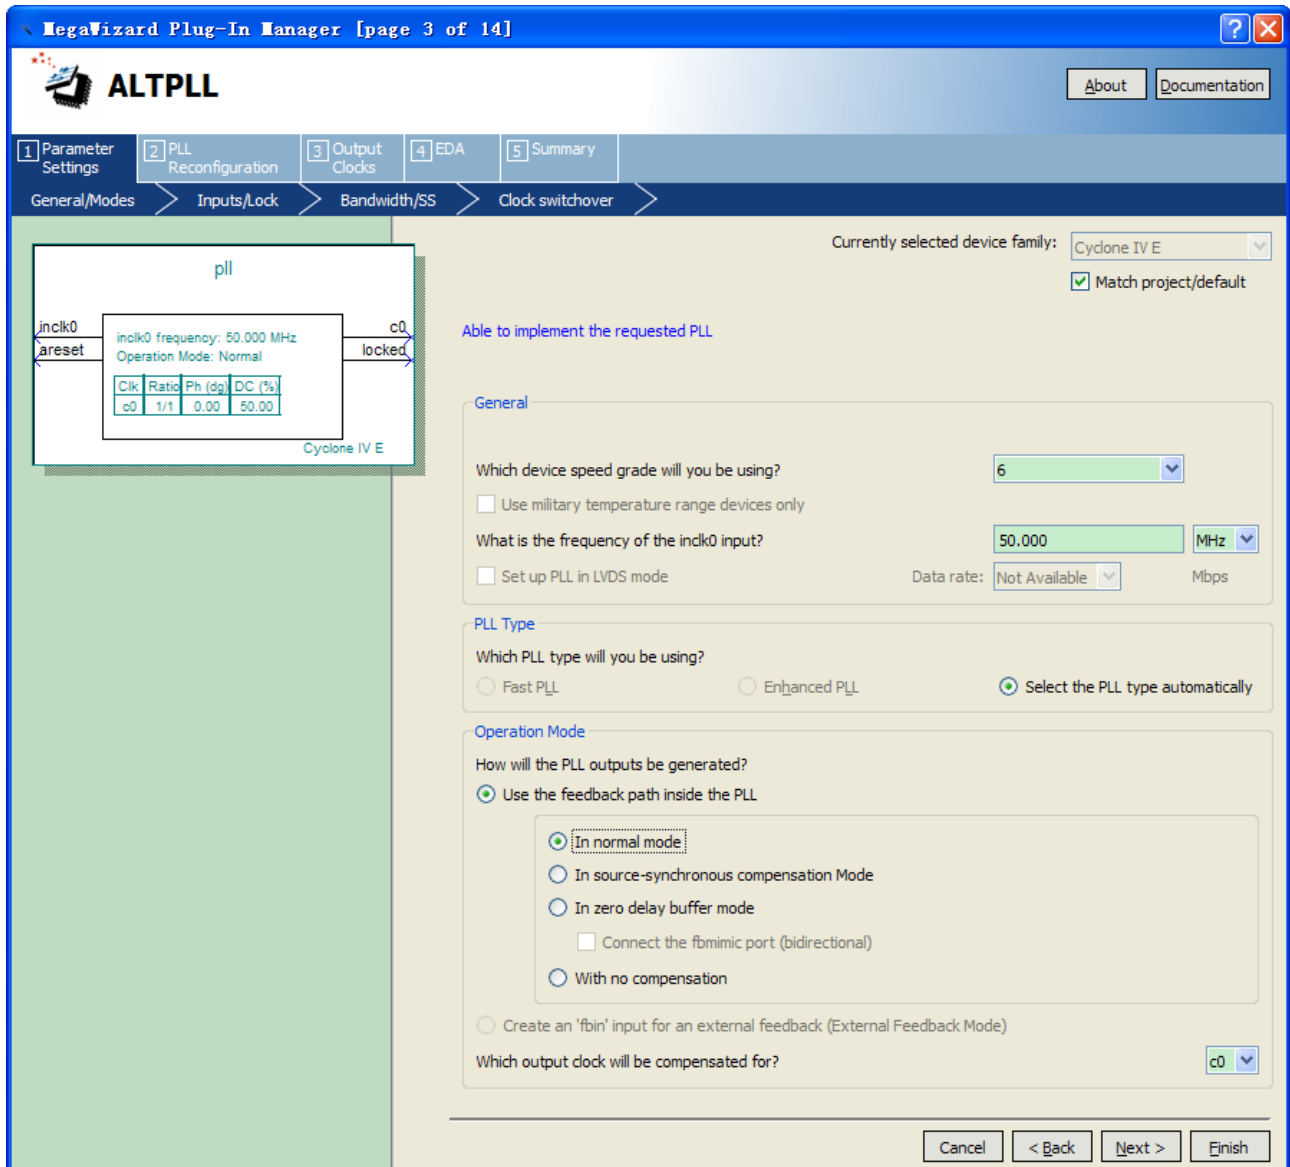 MegaWizard Plug-In Manager [page 3 of 14]
ALTPLL
About
Documentation
1 Parameter Settings
2 PLL Reconfiguration
3 Output Clocks
4 EDA
5 Summary
General/Modes
Inputs/Lock
Bandwidth/SS
Clock switchover
Currently selected device family:
Cyclone IV E
Match project/default
pll
inclk0
areset
c0
locked
inclk0 frequency: 50.000 MHz
Operation Mode: Normal
Clk Ratio Ph (dg) DC (%)
c0 1/1 0.00 50.00
Cyclone IV E
Able to implement the requested PLL
General
Which device speed grade will you be using?
6
Use military temperature range devices only
What is the frequency of the inclk0 input?
50.000
MHz
Set up PLL in LVDS mode
Data rate:
Not Available
Mbps
PLL Type
Which PLL type will you be using?
Fast PLL
Enhanced PLL
Select the PLL type automatically
Operation Mode
How will the PLL outputs be generated?
Use the feedback path inside the PLL
In normal mode
In source-synchronous compensation Mode
In zero delay buffer mode
Connect the fbmimic port (bidirectional)
With no compensation
Create an 'fbin' input for an external feedback (External Feedback Mode)
Which output clock will be compensated for?
c0
Cancel
< Back
Next >
Finish